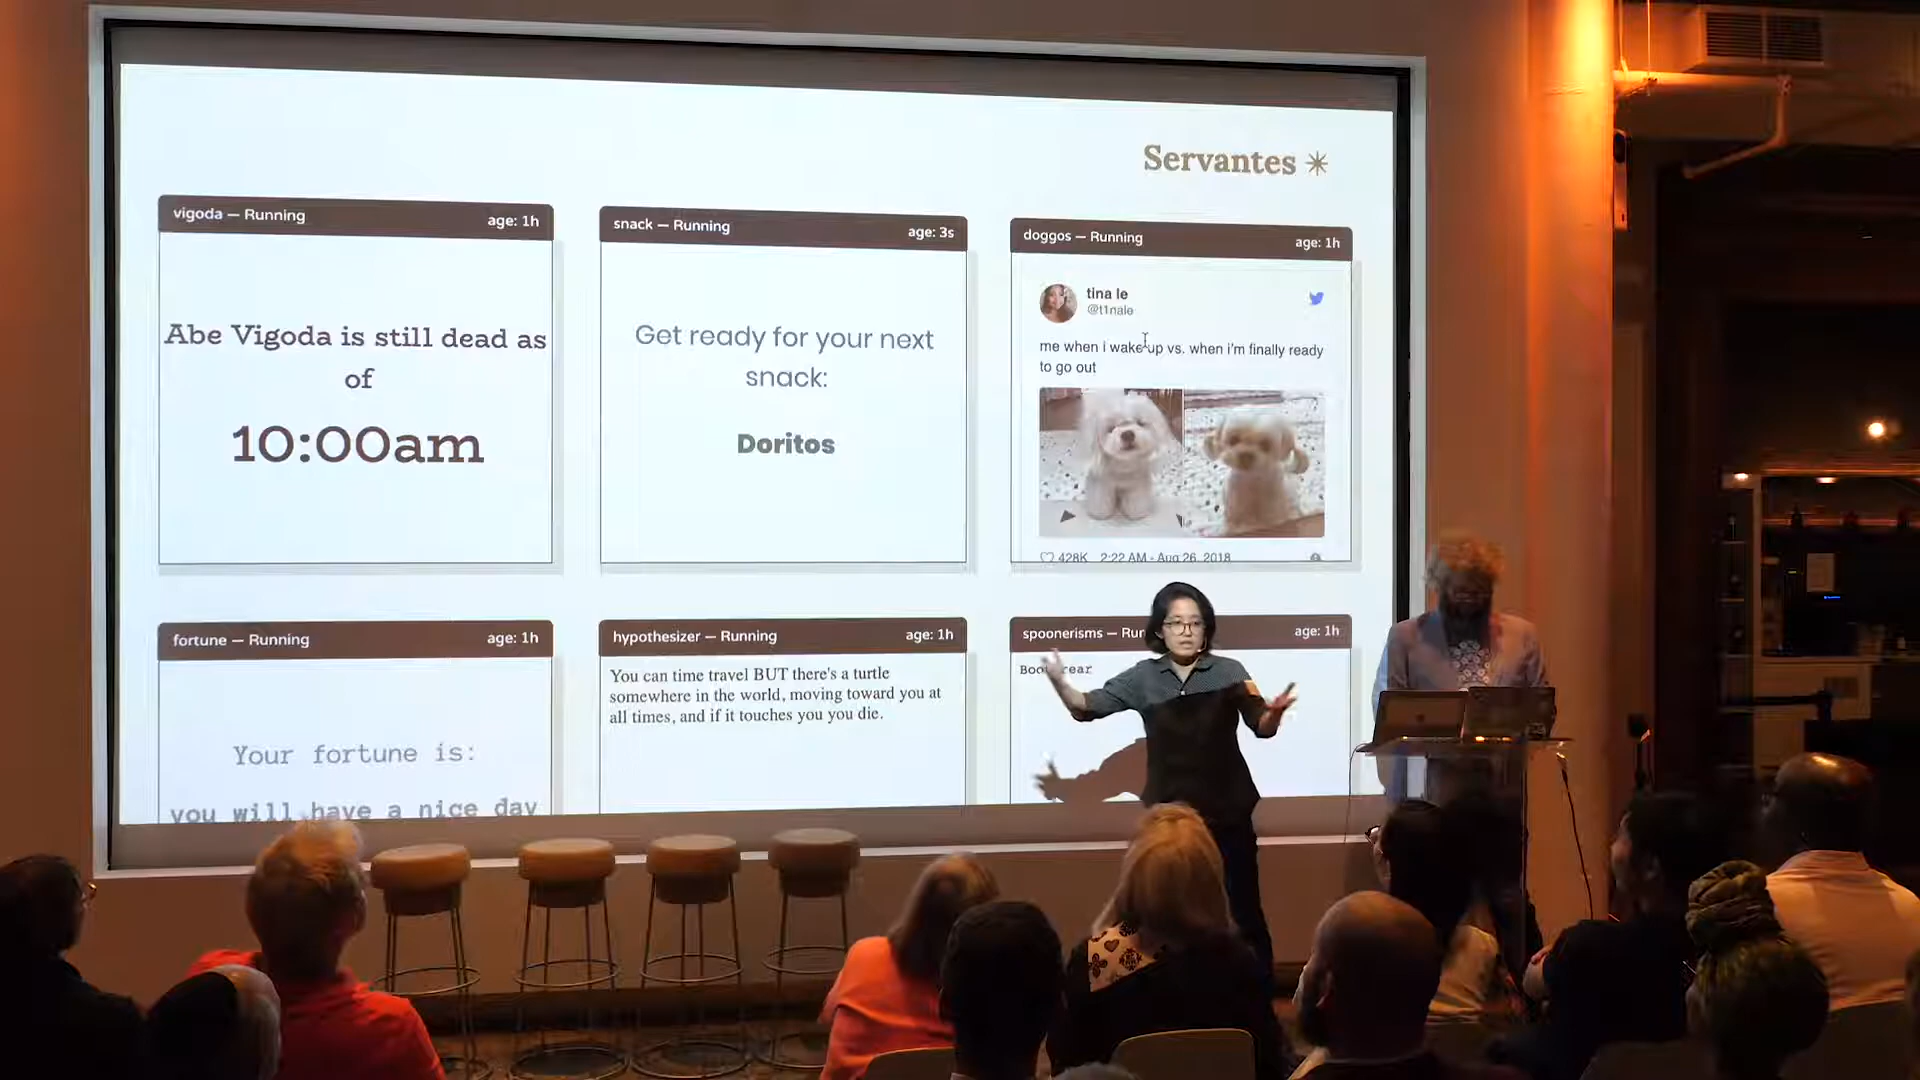 Servantes
vigoda — Running
age: 1h
Abe Vigoda is still dead as
of
10:00am
snack — Running
age: 3s
Get ready for your next
snack:
Doritos
doggos — Running
age: 1h
tina le
@t1nale
me when i wake up vs. when i'm finally ready
to go out
428K 2:22 AM - Aug 26, 2018
fortune — Running
age: 1h
Your fortune is:
you will have a nice day
hypothesizer — Running
age: 1h
You can time travel BUT there's a turtle
somewhere in the world, moving toward you at
all times, and if it touches you you die.
spoonerisms —
age: 1h